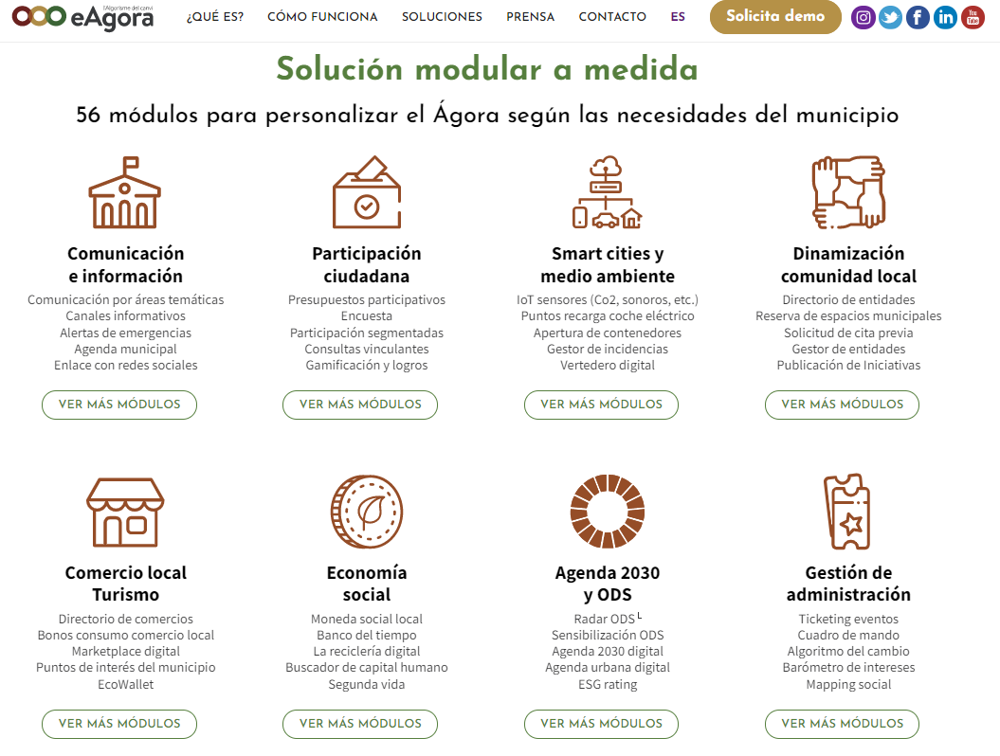 l'Algorisme del canvi
eAgora
¿QUÉ ES? CÓMO FUNCIONA SOLUCIONES PRENSA CONTACTO ES Solicita demo
You Tube
Solución modular a medida
56 módulos para personalizar el Ágora según las necesidades del municipio
Comunicación
e información
Comunicación por áreas temáticas
Canales informativos
Alertas de emergencias
Agenda municipal
Enlace con redes sociales
VER MÁS MÓDULOS
Participación
ciudadana
Presupuestos participativos
Encuesta
Participación segmentadas
Consultas vinculantes
Gamificación y logros
VER MÁS MÓDULOS
Smart cities y
medio ambiente
IoT sensores (Co2, sonoros, etc.)
Puntos recarga coche eléctrico
Apertura de contenedores
Gestor de incidencias
Vertedero digital
VER MÁS MÓDULOS
Dinamización
comunidad local
Directorio de entidades
Reserva de espacios municipales
Solicitud de cita previa
Gestor de entidades
Publicación de Iniciativas
VER MÁS MÓDULOS
Comercio local
Turismo
Directorio de comercios
Bonos consumo comercio local
Marketplace digital
Puntos de interés del municipio
EcoWallet
VER MÁS MÓDULOS
Economía
social
Moneda social local
Banco del tiempo
La reciclería digital
Buscador de capital humano
Segunda vida
VER MÁS MÓDULOS
Agenda 2030
y ODS
Radar ODS └
Sensibilización ODS
Agenda 2030 digital
Agenda urbana digital
ESG rating
VER MÁS MÓDULOS
Gestión de
administración
Ticketing eventos
Cuadro de mando
Algoritmo del cambio
Barómetro de intereses
Mapping social
VER MÁS MÓDULOS